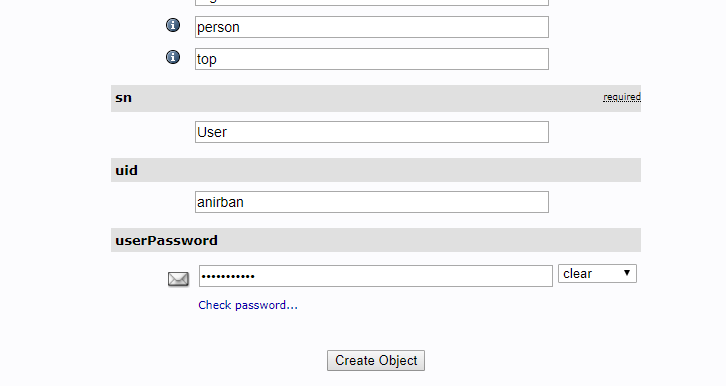 person
top
sn required
User
uid
anirban
userPassword
••••••••••• clear
Check password...
Create Object